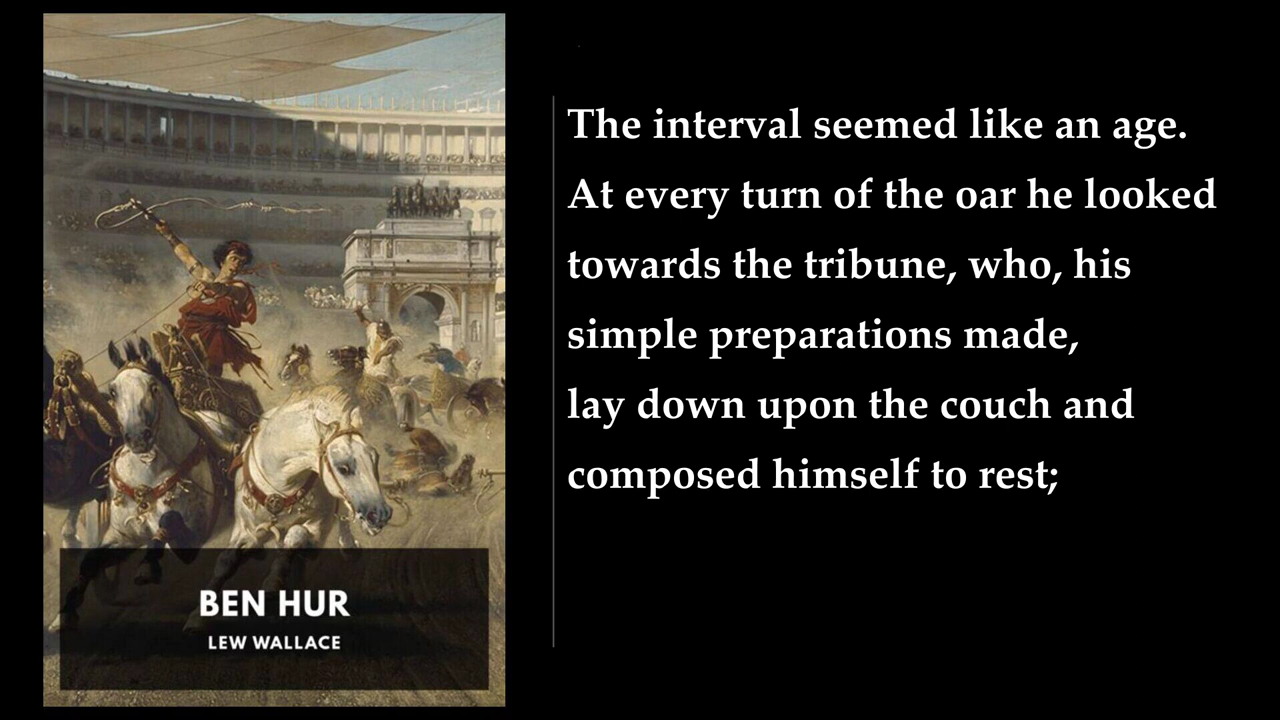 BEN HUR
LEW WALLACE
The interval seemed like an age.
At every turn of the oar he looked
towards the tribune, who, his
simple preparations made,
lay down upon the couch and
composed himself to rest;